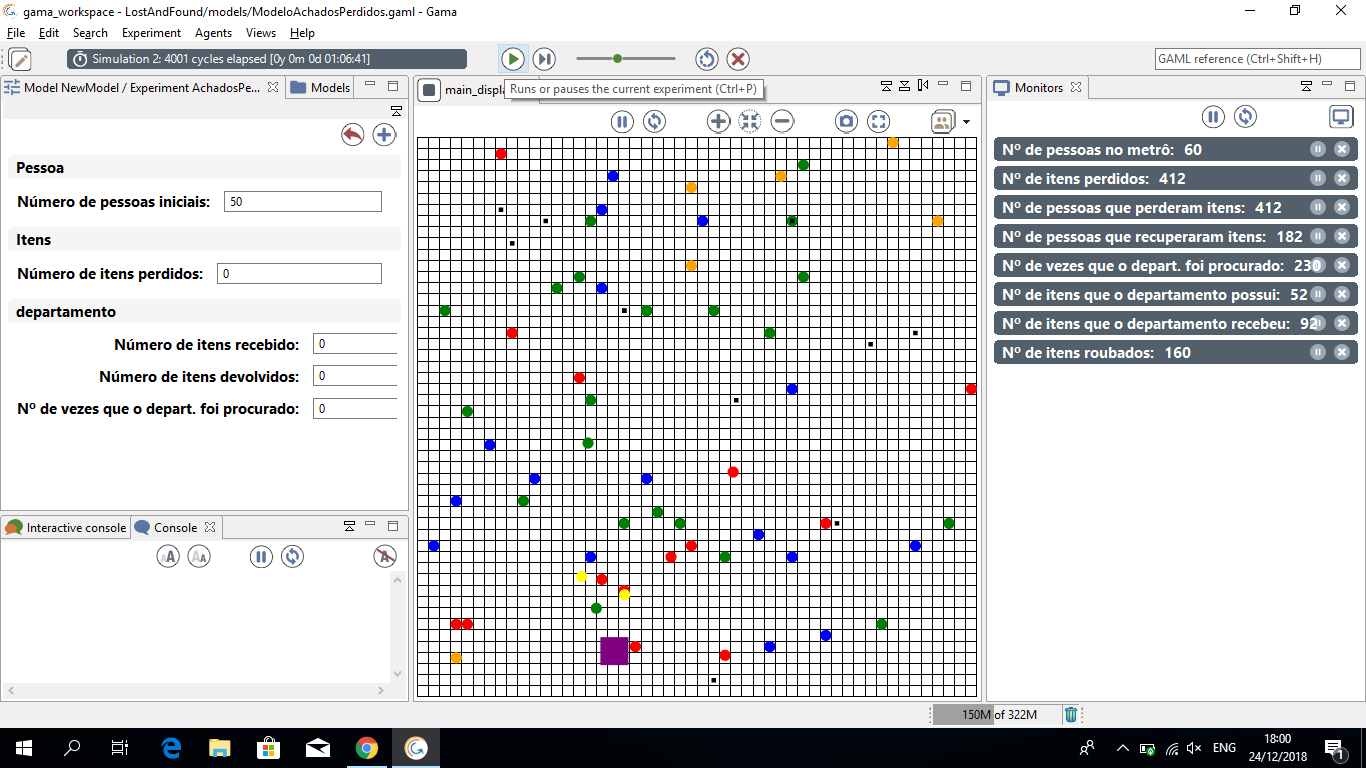 gama_workspace - LostAndFound/models/ModeloAchadosPerdidos.gaml - Gama
File Edit Search Experiment Agents Views Help
Simulation 2: 4001 cycles elapsed [0y 0m 0d 01:06:41]
GAML reference (Ctrl+Shift+H)
Model NewModel / Experiment AchadosPe...
Models
Pessoa
Número de pessoas iniciais: 50
Itens
Número de itens perdidos: 0
departamento
Número de itens recebido: 0
Número de itens devolvidos: 0
Nº de vezes que o depart. foi procurado: 0
Interactive console
Console
main_displa
Runs or pauses the current experiment (Ctrl+P)
Monitors
Nº de pessoas no metrô: 60
Nº de itens perdidos: 412
Nº de pessoas que perderam itens: 412
Nº de pessoas que recuperaram itens: 182
Nº de vezes que o depart. foi procurado: 230
Nº de itens que o departamento possui: 52
Nº de itens que o departamento recebeu: 92
Nº de itens roubados: 160
150M of 322M
ENG
18:00
24/12/2018
1